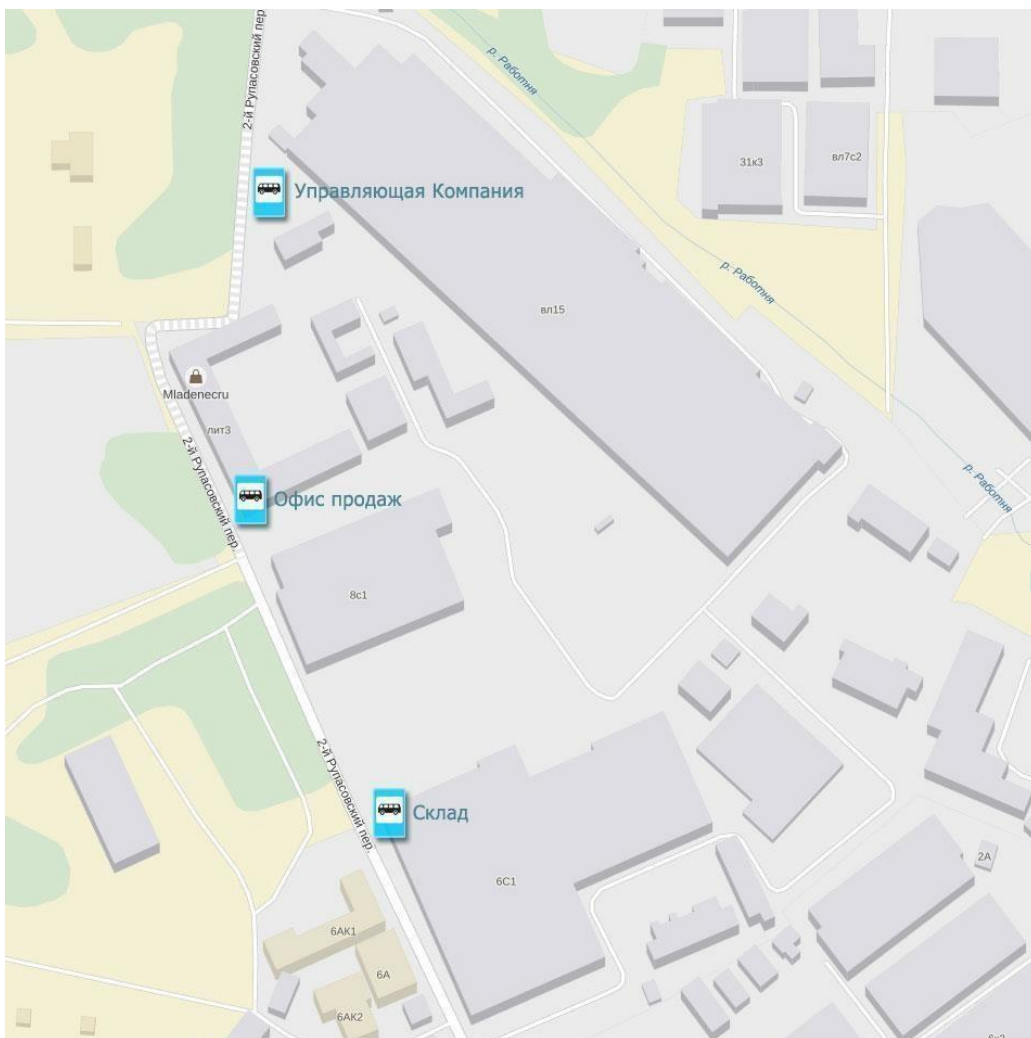 р. Работня
2-й Рупасовский пер.
31к3
вл7с2
Управляющая Компания
р. Работня
вл15
Mladenecru
лит3
2-й Рупасовский пер.
р. Работня
Офис продаж
8с1
2-й Рупасовский пер.
Склад
2А
6С1
6АК1
6А
6АК2